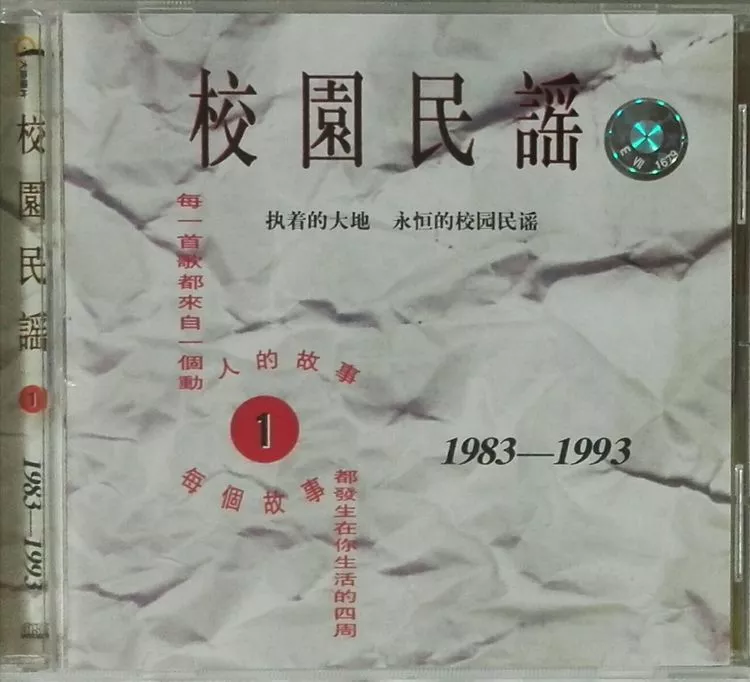 校園民謠
执着的大地 永恒的校园民谣
每一首歌都來自一個動
人的故事
1
每個故事
都發生在你生活的四周
1983—1993
E VII 1673
校園民謠
1
1983—1993